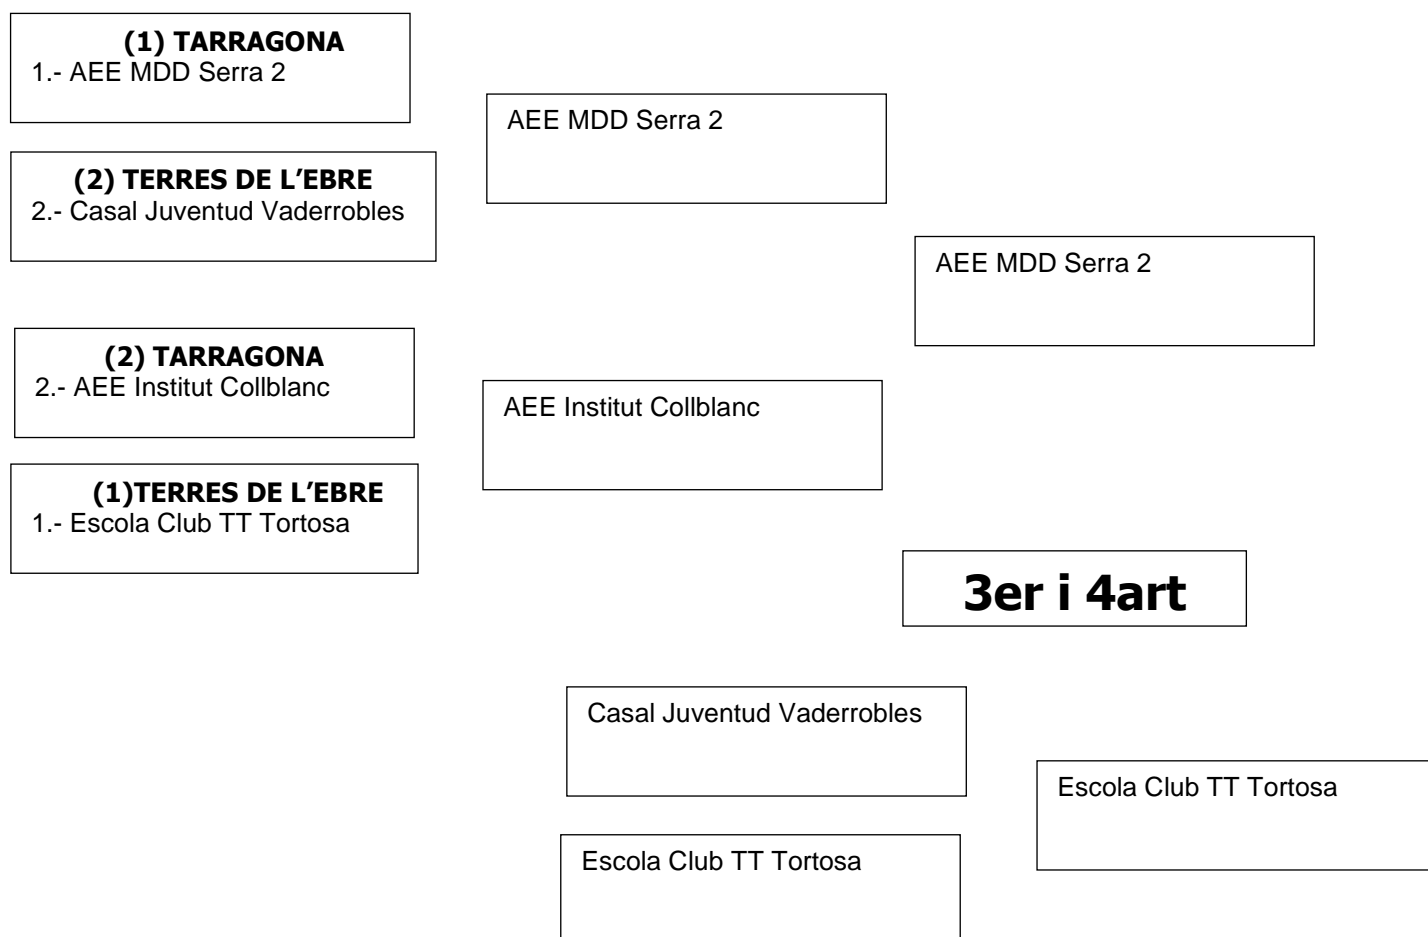 (1) TARRAGONA
1.- AEE MDD Serra 2
AEE MDD Serra 2
(2) TERRES DE L’EBRE
2.- Casal Juventud Vaderrobles
AEE MDD Serra 2
(2) TARRAGONA
2.- AEE Institut Collblanc
AEE Institut Collblanc
(1)TERRES DE L’EBRE
1.- Escola Club TT Tortosa
3er i 4art
Casal Juventud Vaderrobles
Escola Club TT Tortosa
Escola Club TT Tortosa